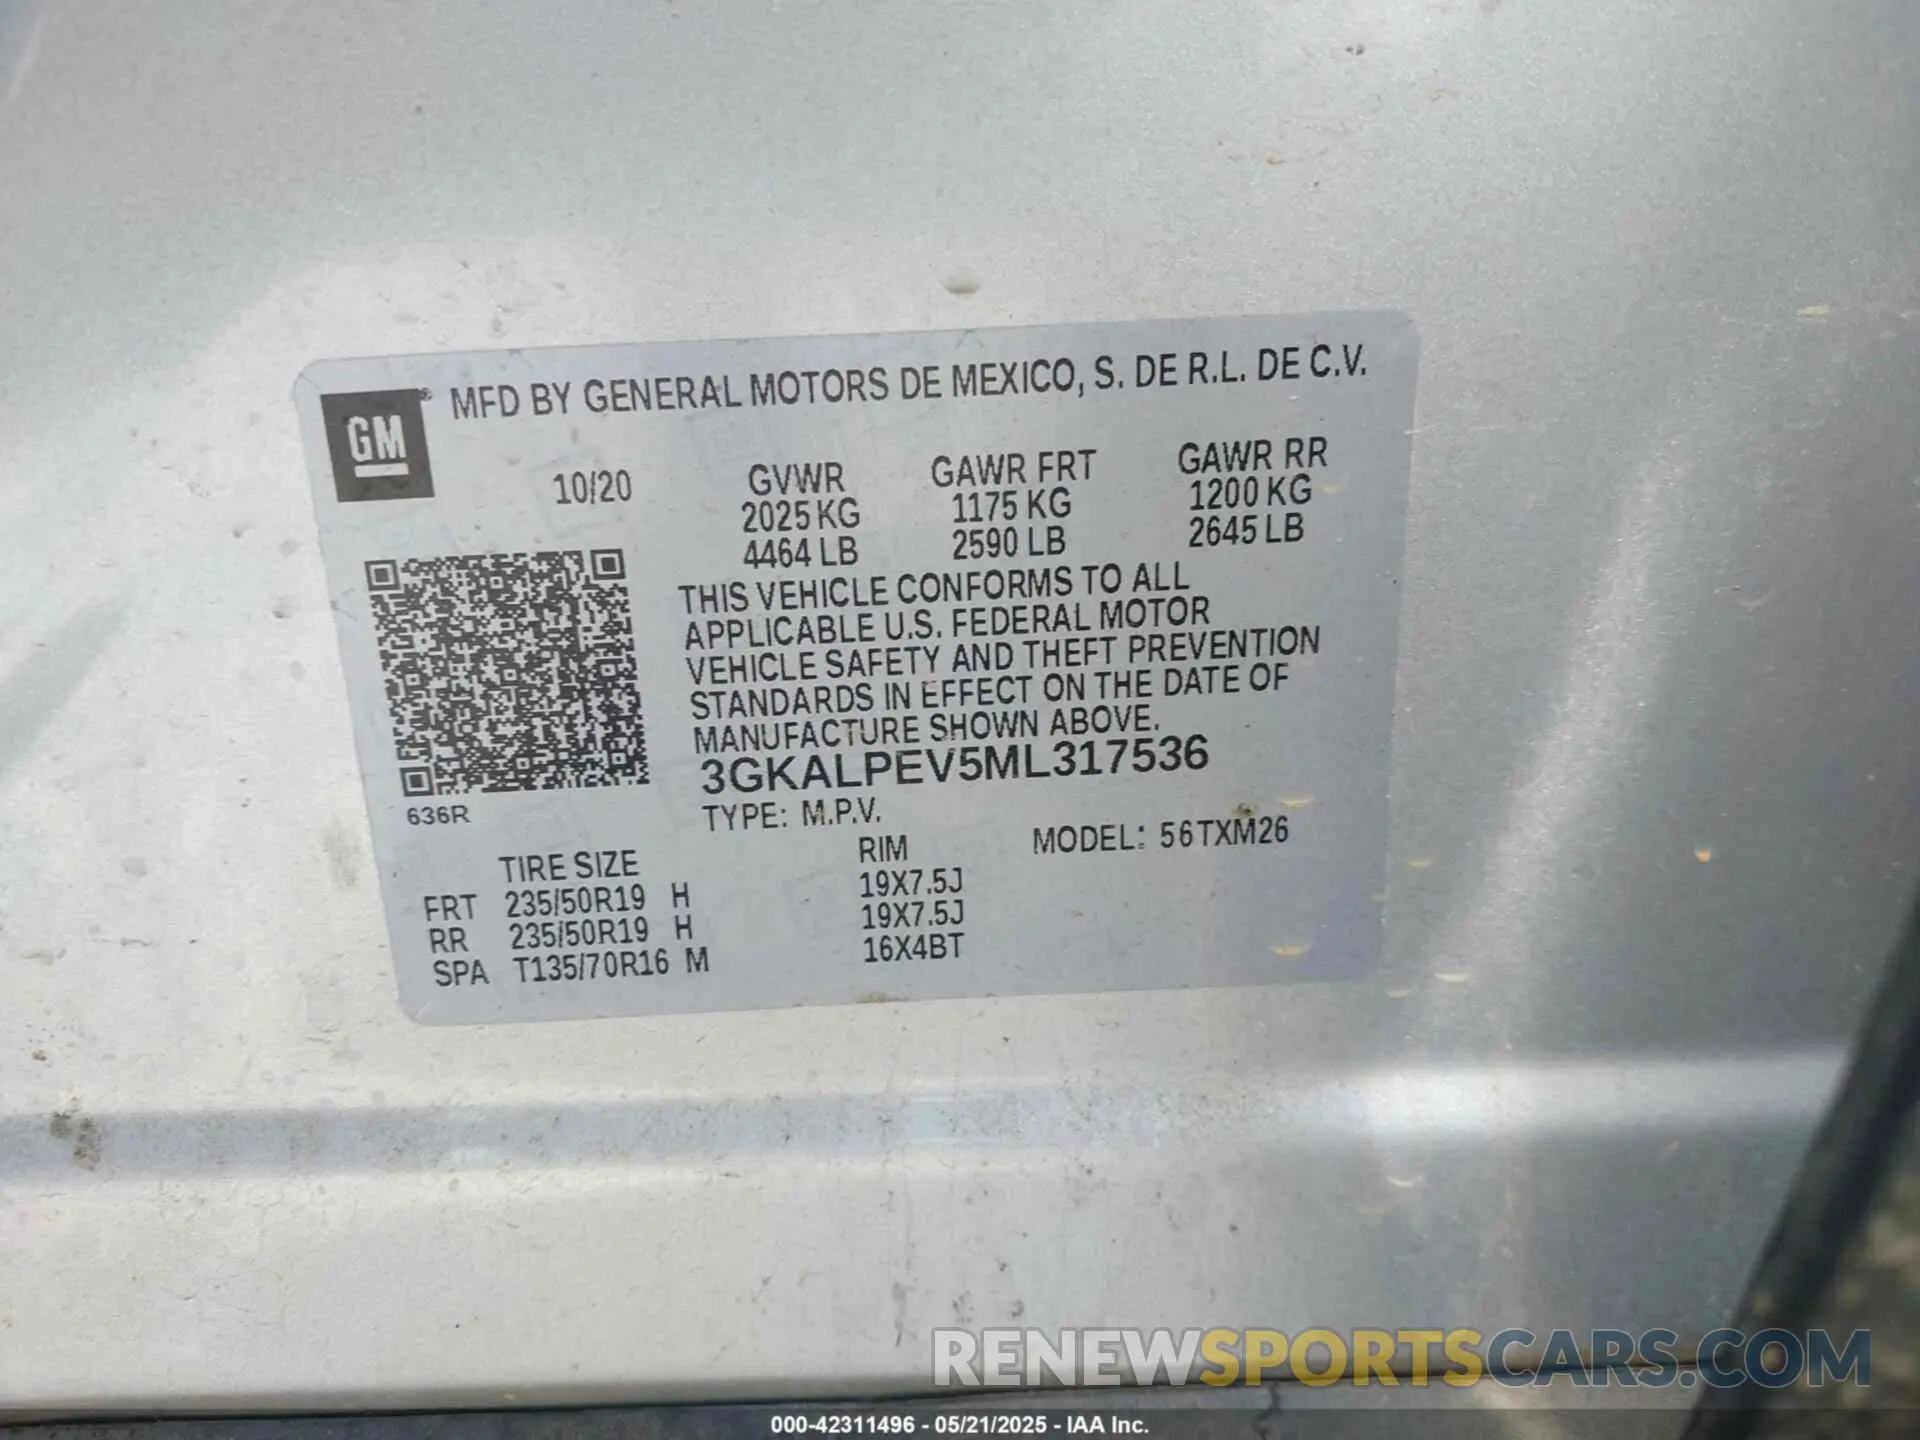 GM® MFD BY GENERAL MOTORS DE MEXICO, S. DE R.L. DE C.V.
10/20 GVWR GAWR FRT GAWR RR
2025 KG 1175 KG 1200 KG
4464 LB 2590 LB 2645 LB
THIS VEHICLE CONFORMS TO ALL
APPLICABLE U.S. FEDERAL MOTOR
VEHICLE SAFETY AND THEFT PREVENTION
STANDARDS IN EFFECT ON THE DATE OF
MANUFACTURE SHOWN ABOVE.
3GKALPEV5ML317536
636R
TYPE: M.P.V.
MODEL: 56TXM26
TIRE SIZE RIM
FRT 235/50R19 H 19X7.5J
RR 235/50R19 H 19X7.5J
SPA T135/70R16 M 16X4BT
RENEWSPORTSCARS.COM
000-42311496 - 05/21/2025 - IAA Inc.